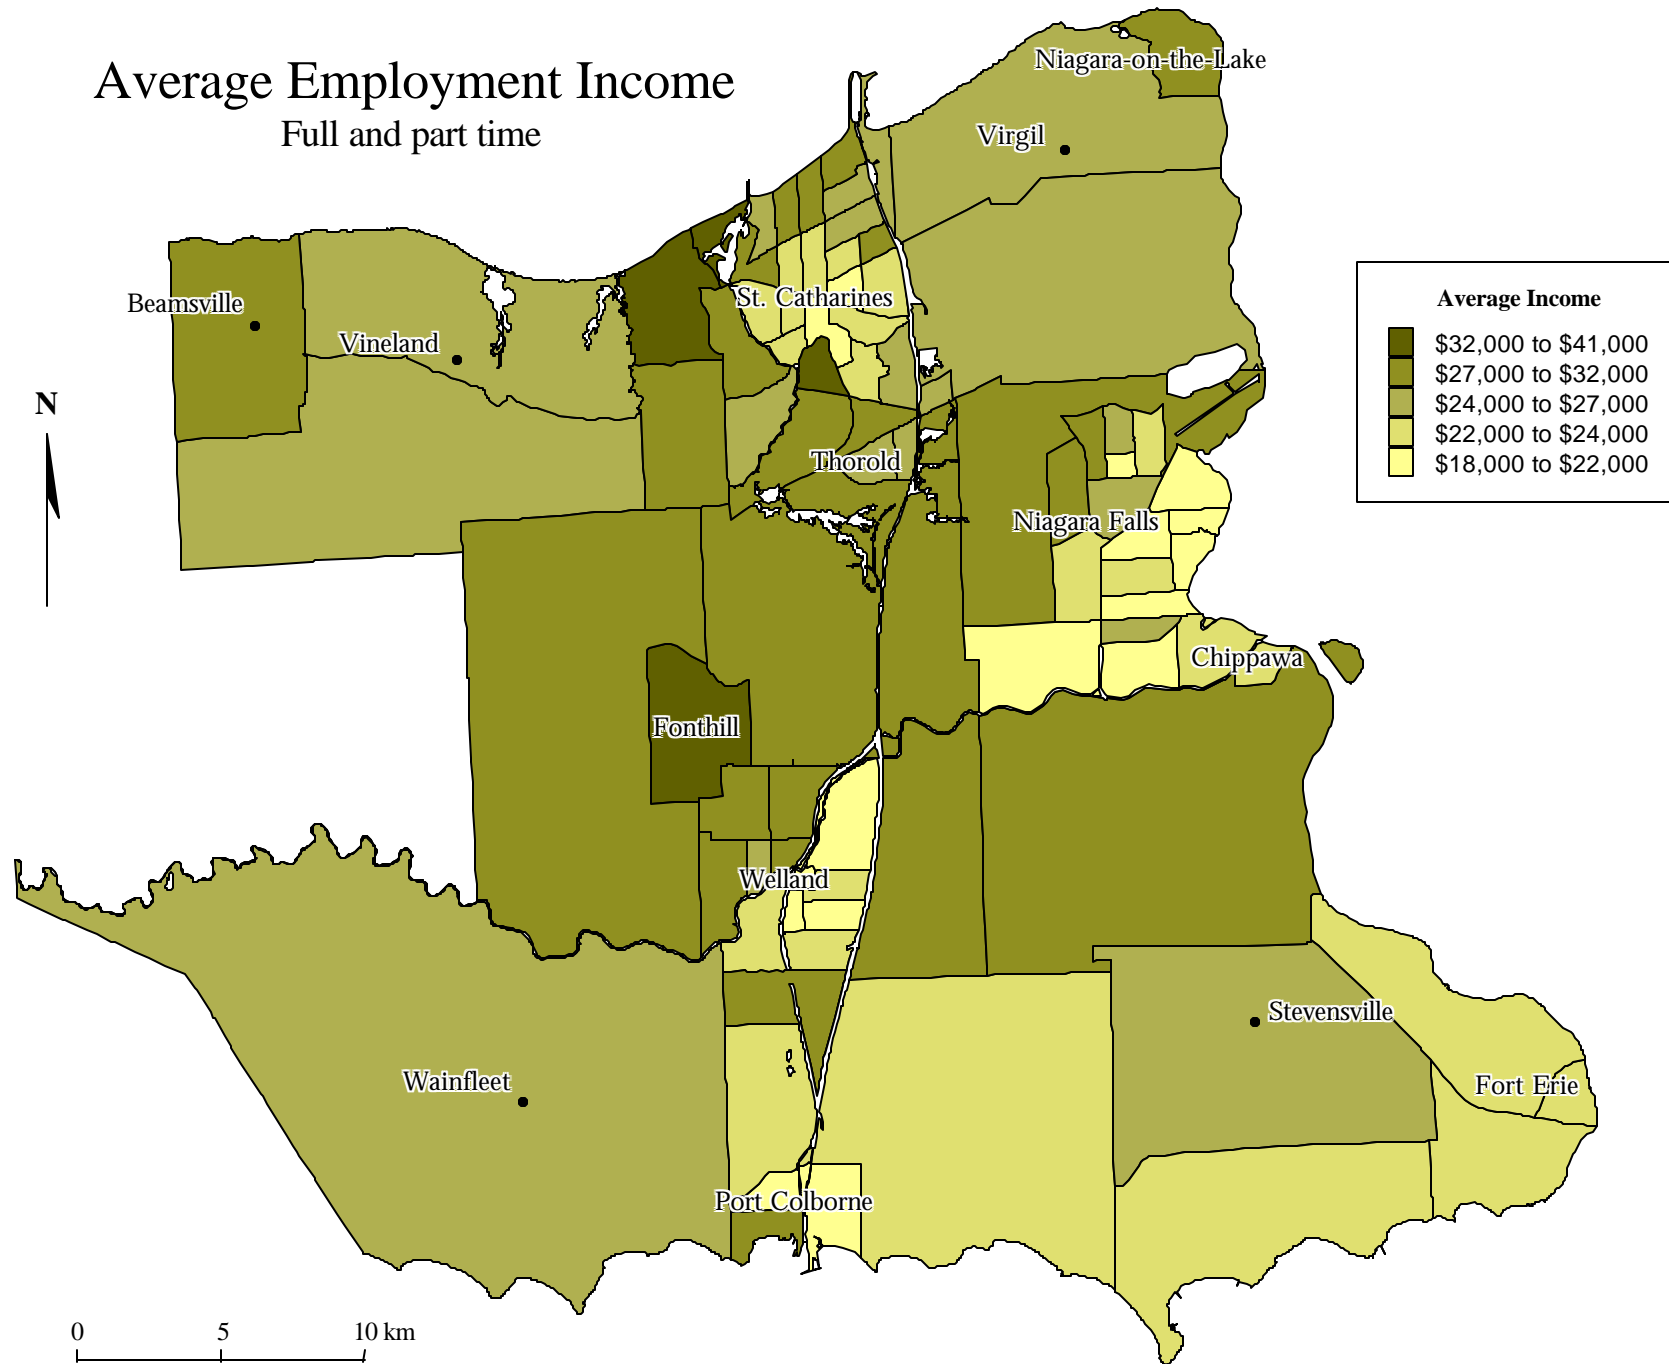 Average Employment Income
Full and part time
Niagara-on-the-Lake
Virgil
Beamsville
St. Catharines
Vineland
Average Income
$32,000 to $41,000
$27,000 to $32,000
$24,000 to $27,000
$22,000 to $24,000
$18,000 to $22,000
N
Thorold
Niagara Falls
Chippawa
Fonthill
Welland
Stevensville
Wainfleet
Fort Erie
Port Colborne
0 5 10 km